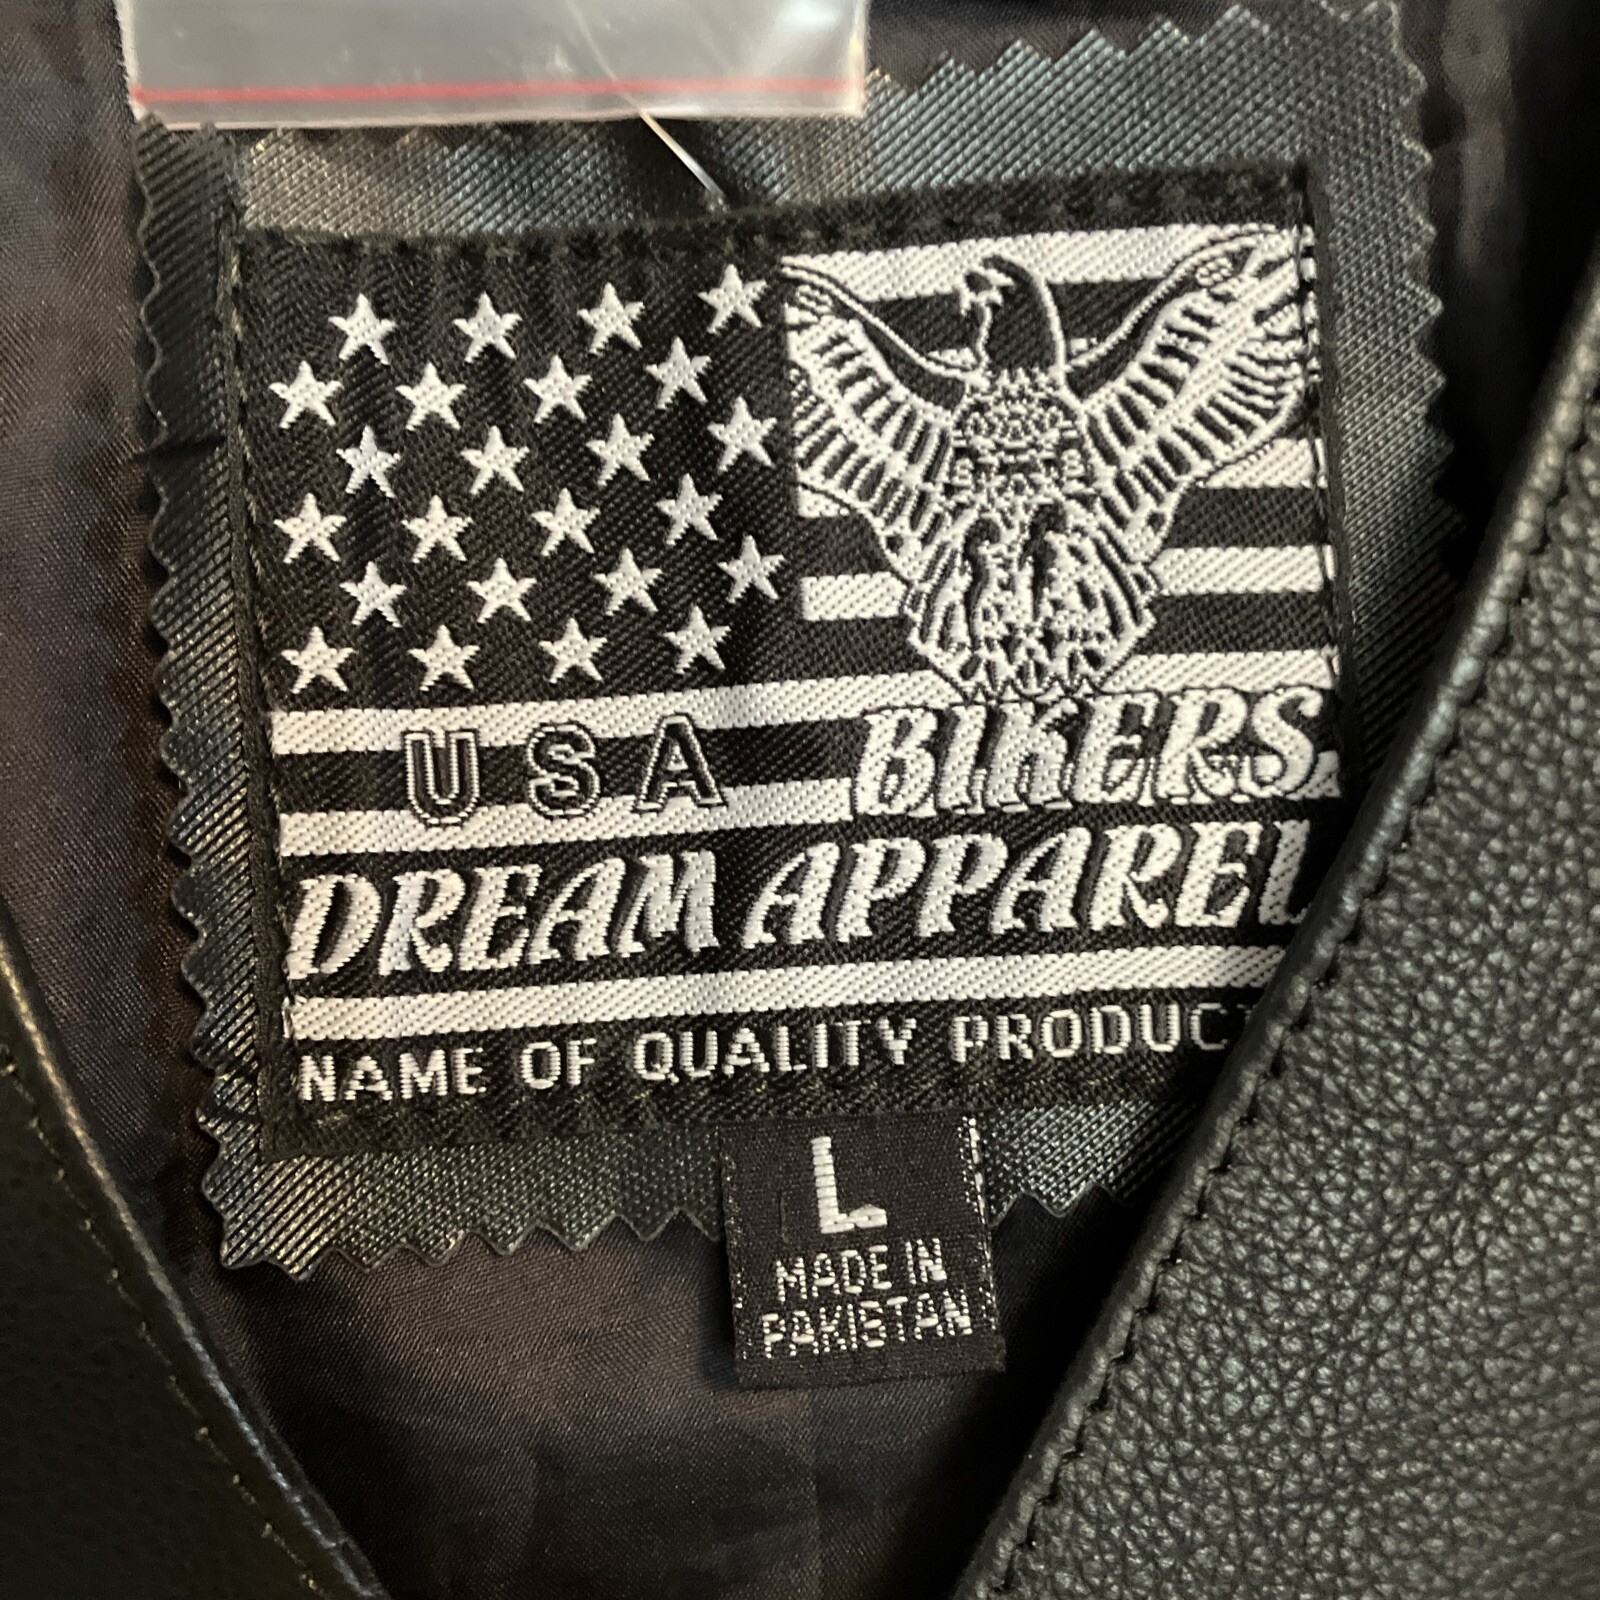 USA BIKERS
DREAM APPAREL
NAME OF QUALITY PRODUCT
L
MADE IN
PAKISTAN